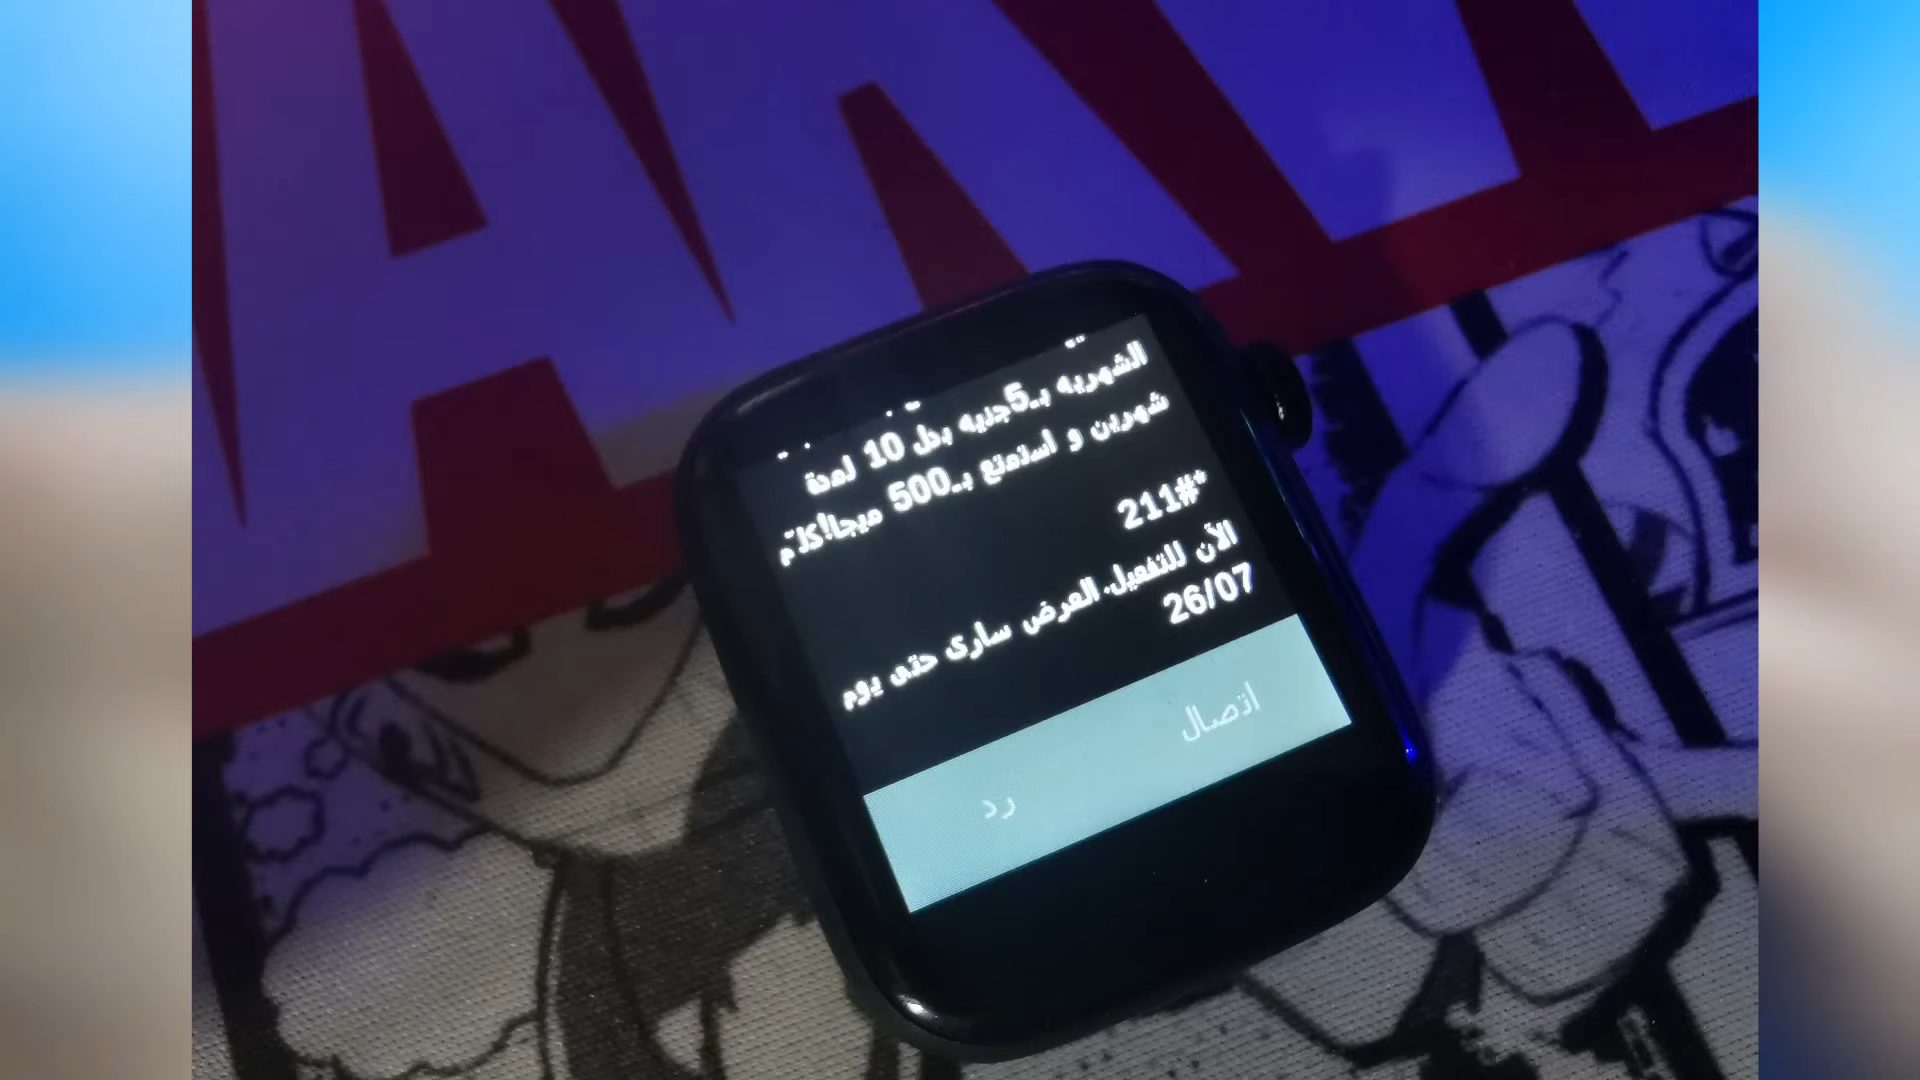 الشهريه بـ5جنيه بدل 10 لمدة
شهرين و استمتع بـ500 ميجا!كلم
*211#
الآن للتفعيل. العرض سارى حتى يوم
26/07
اتصال
رد